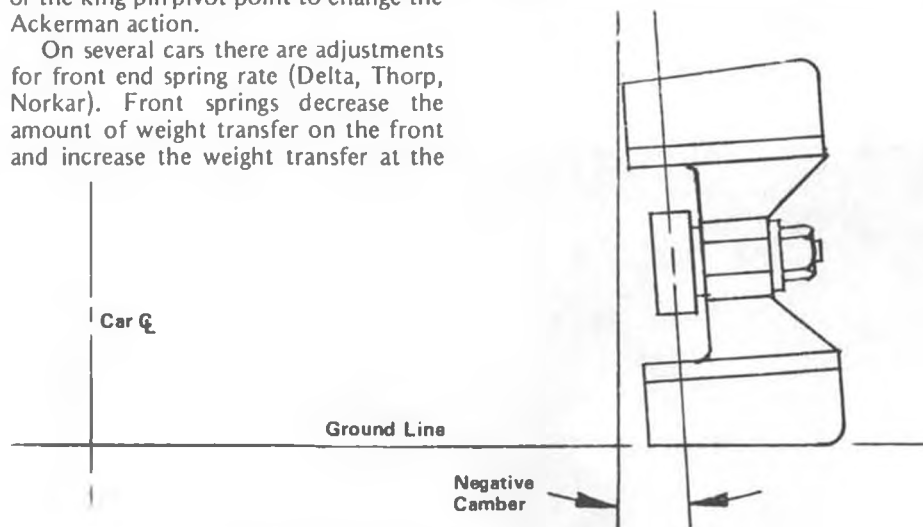 of the king pin pivot point to change the
Ackerman action.
On several cars there are adjustments
for front end spring rate (Delta, Thorp,
Norkar). Front springs decrease the
amount of weight transfer on the front
and increase the weight transfer at the
Car ℄
Ground Line
Negative
Camber